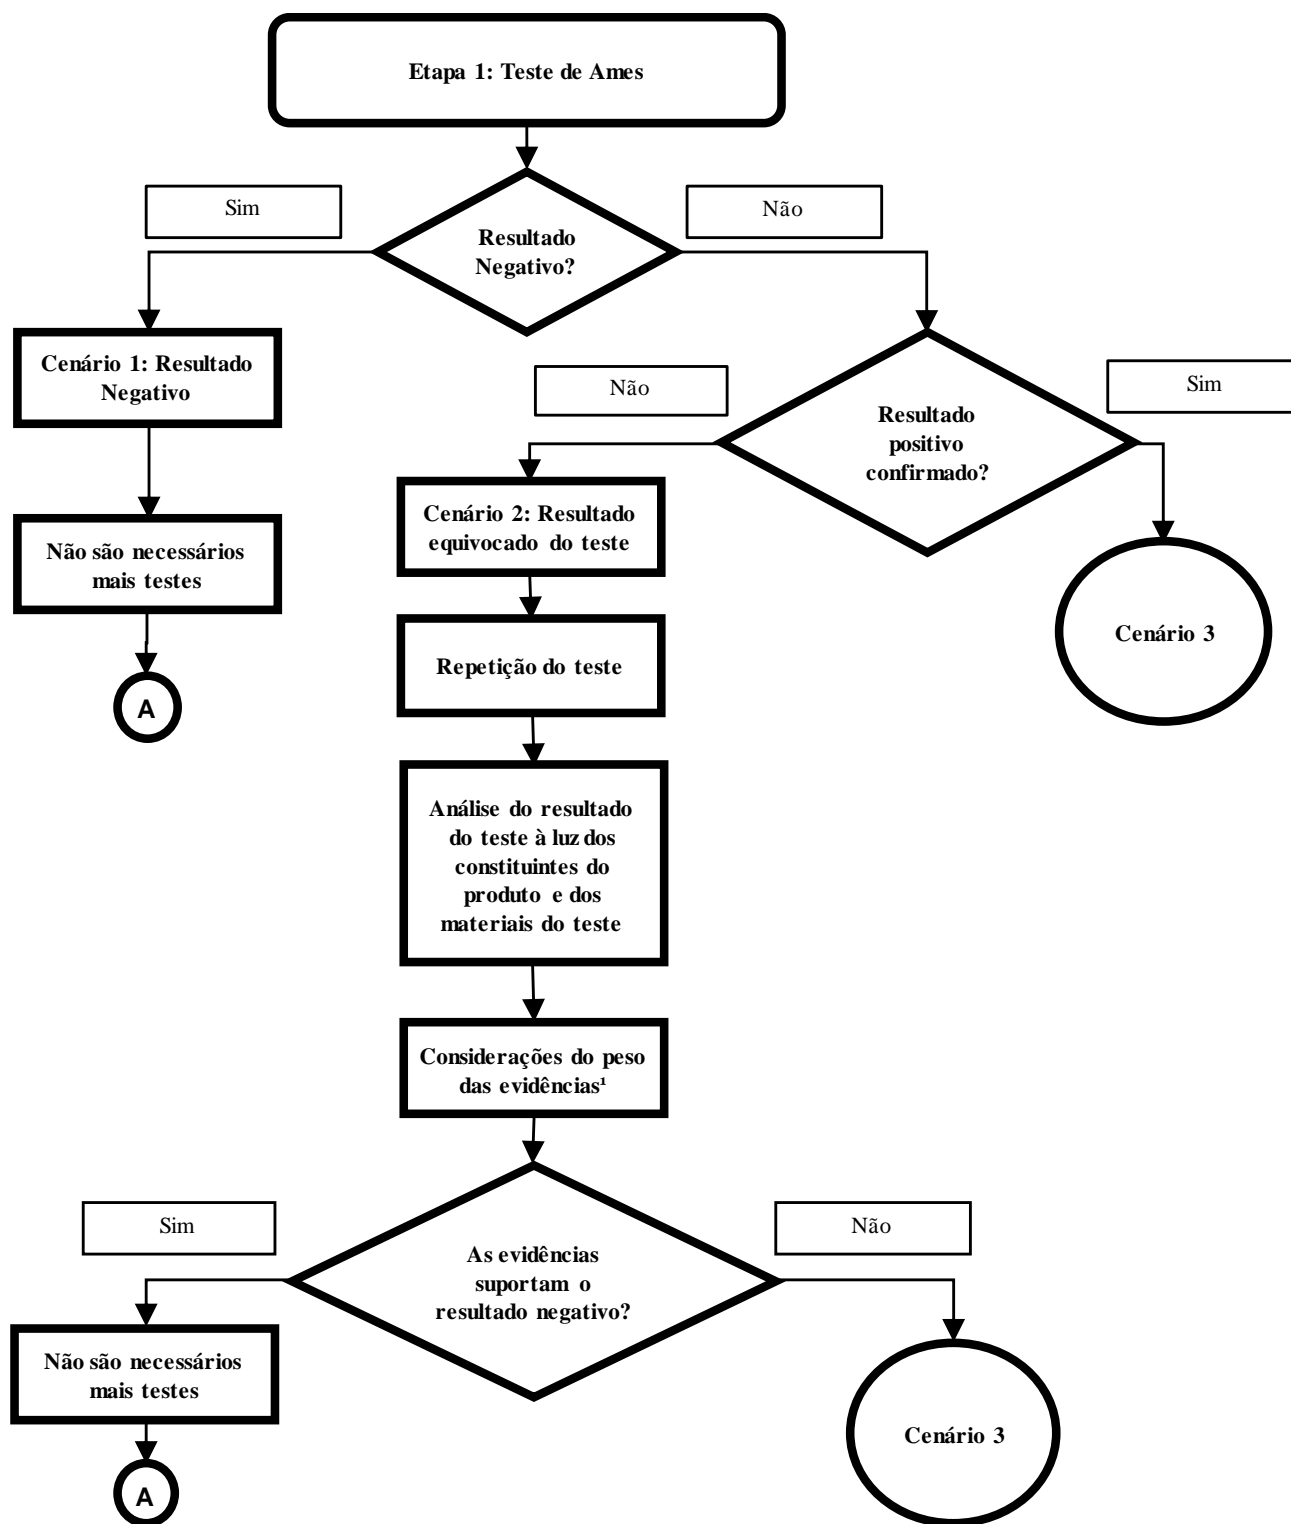 Etapa 1: Teste de Ames
Sim
Não
Resultado
Negativo?
Cenário 1: Resultado
Negativo
Não
Sim
Resultado
positivo
confirmado?
Cenário 2: Resultado
equivocado do teste
Não são necessários
mais testes
Cenário 3
Repetição do teste
A
Análise do resultado
do teste à luz dos
constituintes do
produto e dos
materiais do teste
Considerações do peso
das evidências¹
Sim
Não
As evidências
suportam o
resultado negativo?
Não são necessários
mais testes
Cenário 3
A